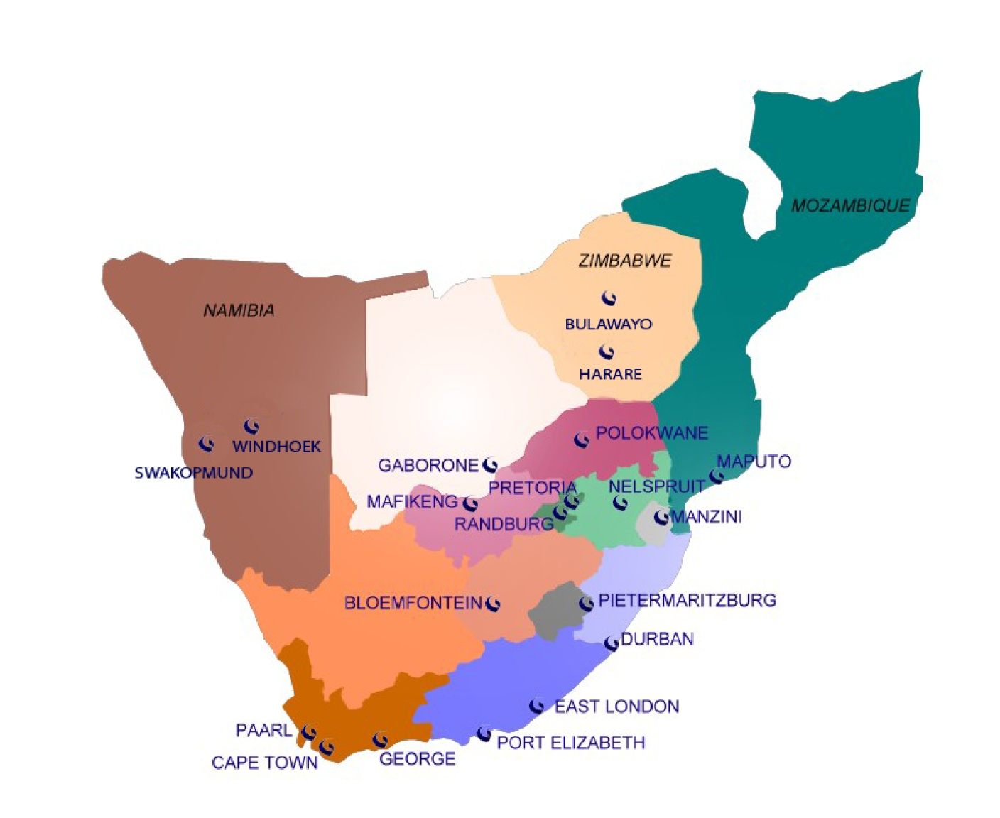 MOZAMBIQUE
ZIMBABWE
NAMIBIA
BULAWAYO
HARARE
POLOKWANE
WINDHOEK
SWAKOPMUND
GABORONE
MAPUTO
PRETORIA
NELSPRUIT
MAFIKENG
RANDBURG
MANZINI
BLOEMFONTEIN
PIETERMARITZBURG
DURBAN
EAST LONDON
PAARL
PORT ELIZABETH
CAPE TOWN
GEORGE